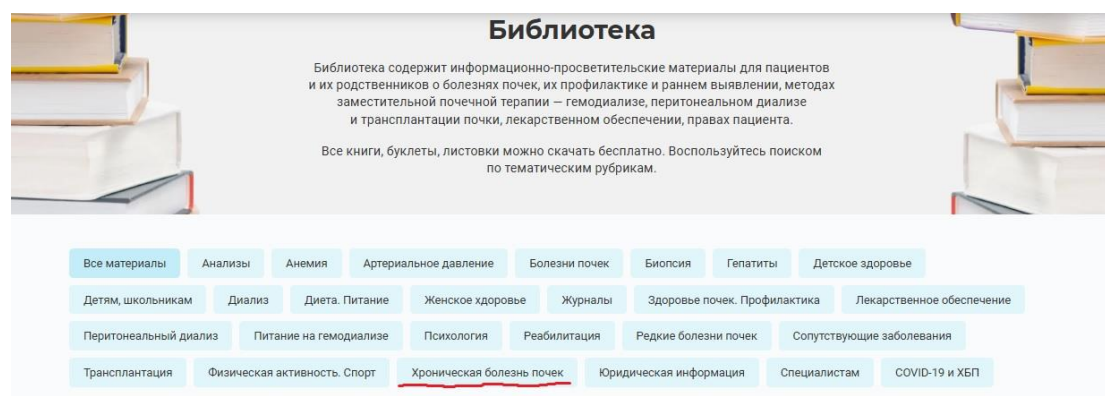 Библиотека
Библиотека содержит информационно-просветительские материалы для пациентов
и их родственников о болезнях почек, их профилактике и раннем выявлении, методах
заместительной почечной терапии — гемодиализе, перитонеальном диализе
и трансплантации почки, лекарственном обеспечении, правах пациента.
Все книги, буклеты, листовки можно скачать бесплатно. Воспользуйтесь поиском
по тематическим рубрикам.
Все материалы Анализы Анемия Артериальное давление Болезни почек Биопсия Гепатиты Детское здоровье
Детям, школьникам Диализ Диета. Питание Женское хдоровье Журналы Здоровье почек. Профилактика Лекарственное обеспечение
Перитонеальный диализ Питание на гемодиализе Психология Реабилитация Редкие болезни почек Сопутствующие заболевания
Трансплантация Физическая активность. Спорт Хроническая болезнь почек Юридическая информация Специалистам COVID-19 и ХБП